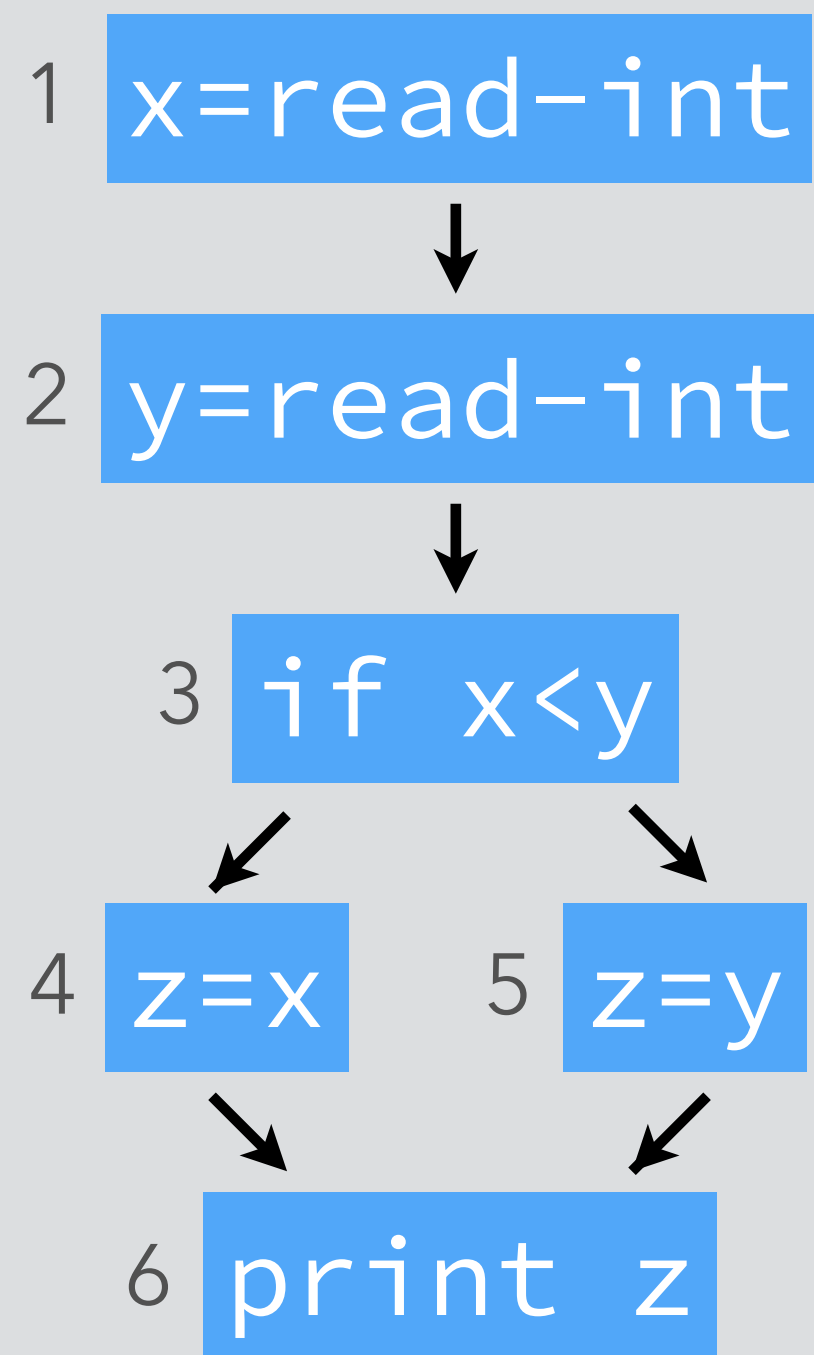 1 x=read-int
2 y=read-int
3 if x<y
4 z=x 5 z=y
6 print z